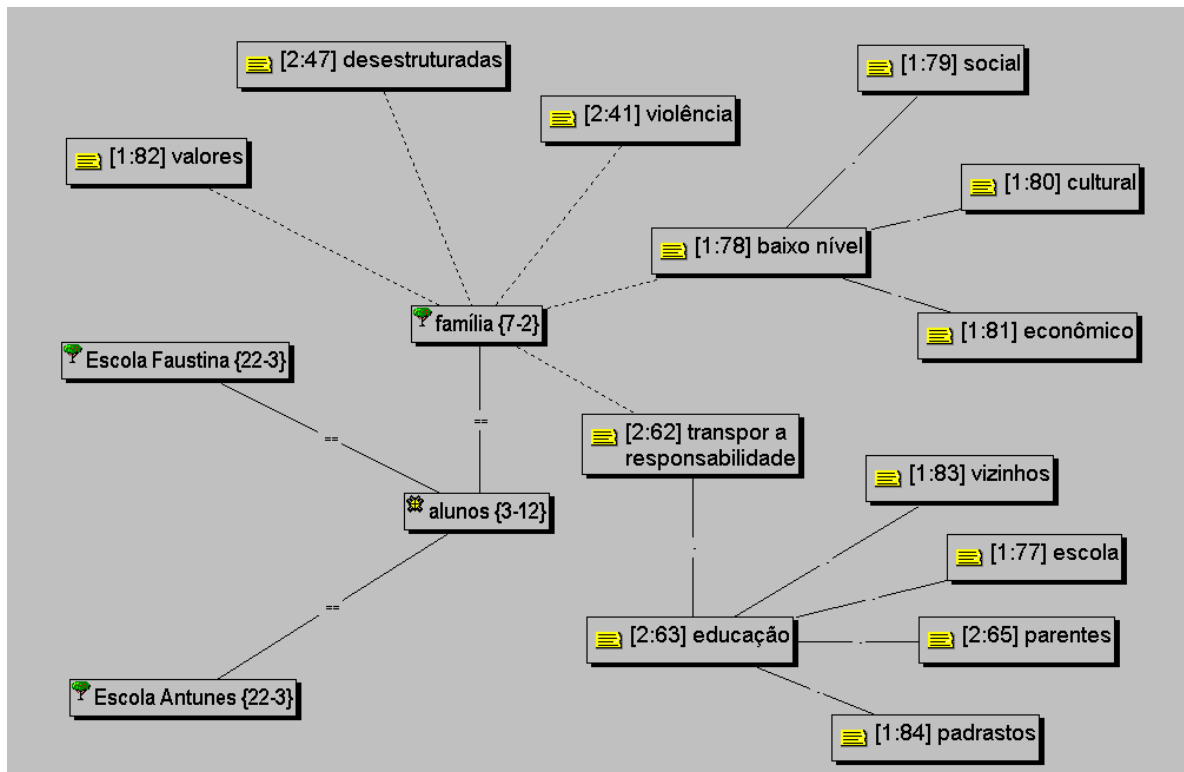 [2:47] desestruturadas
[1:79] social
[2:41] violência
[1:82] valores
[1:80] cultural
[1:78] baixo nível
família {7-2}
[1:81] econômico
Escola Faustina {22-3}
==
==
[2:62] transpor a
responsabilidade
[1:83] vizinhos
alunos {3-12}
[1:77] escola
==
[2:63] educação
[2:65] parentes
Escola Antunes {22-3}
[1:84] padrastos